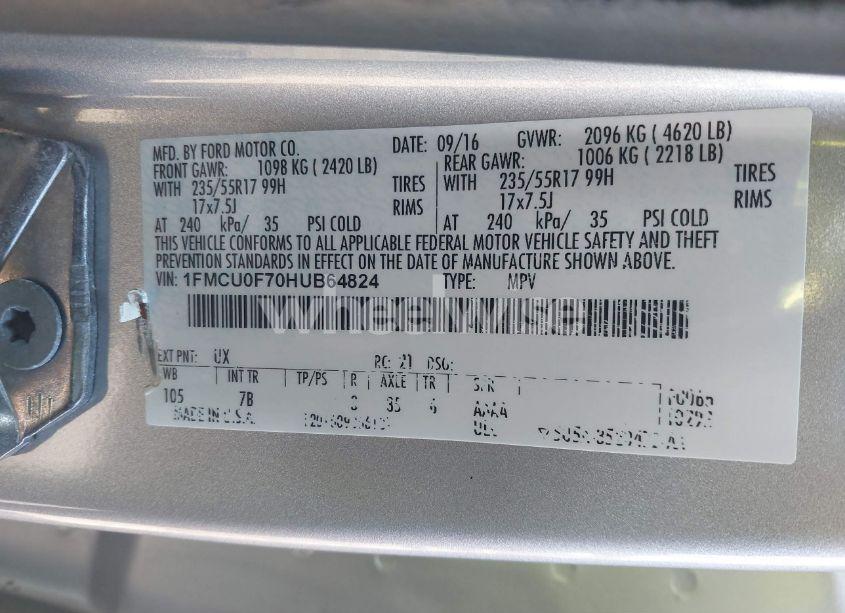 MFD. BY FORD MOTOR CO. DATE: 09/16 GVWR: 2096 KG ( 4620 LB)
FRONT GAWR: 1098 KG ( 2420 LB) REAR GAWR: 1006 KG ( 2218 LB)
WITH 235/55R17 99H TIRES WITH 235/55R17 99H TIRES
17x7.5J RIMS 17x7.5J RIMS
AT 240 kPa/ 35 PSI COLD AT 240 kPa/ 35 PSI COLD
THIS VEHICLE CONFORMS TO ALL APPLICABLE FEDERAL MOTOR VEHICLE SAFETY AND THEFT
PREVENTION STANDARDS IN EFFECT ON THE DATE OF MANUFACTURE SHOWN ABOVE.
VIN: 1FMCU0F70HUB64824 TYPE: MPV
Wheelwise
EXT PNT: UX RC: 21 DSO:
WB INT TR TP/PS R AXLE TR
105 7B 35 6
MADE IN U.S.A.